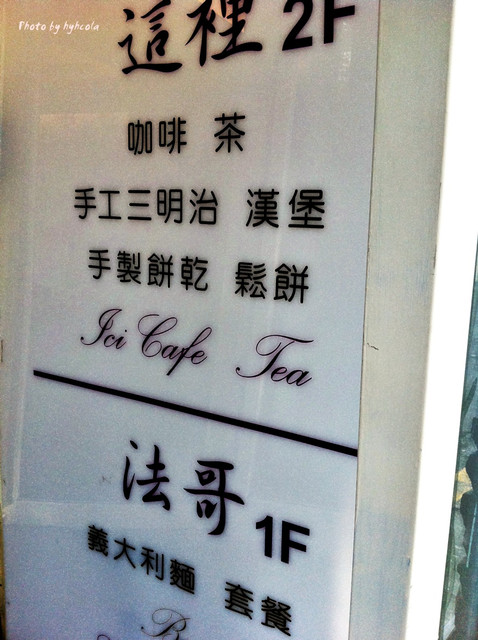 Photo by hyhcola
這裡 2F
咖啡 茶
手工三明治 漢堡
手製餅乾 鬆餅
Ici Cafe Tea
法哥 1F
義大利麵 套餐